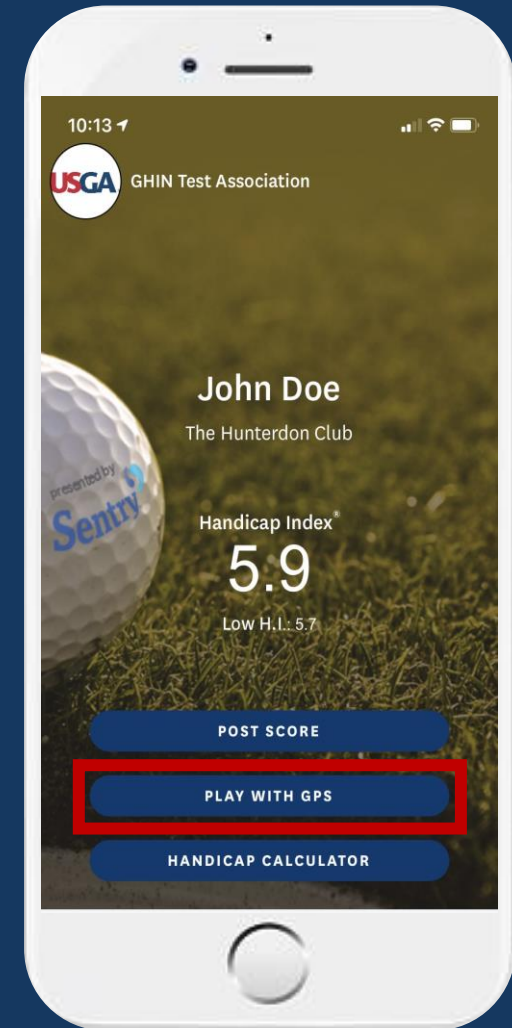 10:13
USGA
GHIN Test Association
John Doe
The Hunterdon Club
presented by
Sentry
Handicap Index®
5.9
Low H.I.: 5.7
POST SCORE
PLAY WITH GPS
HANDICAP CALCULATOR